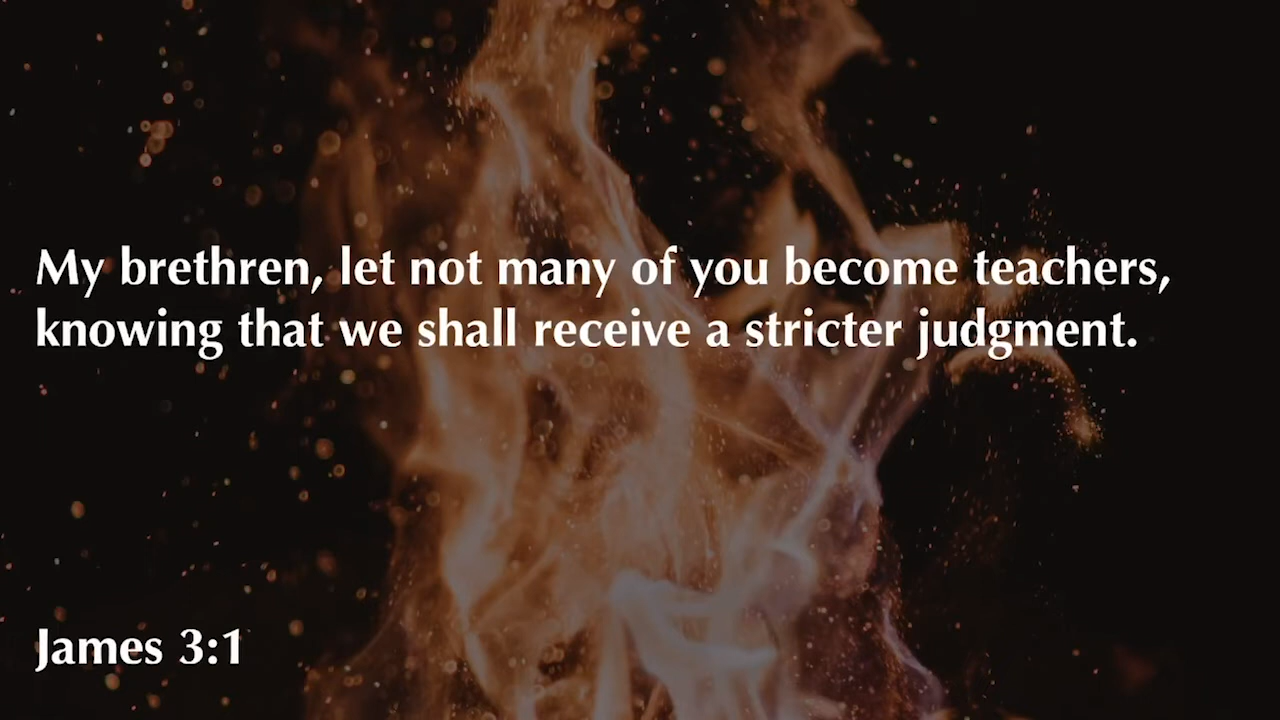 My brethren, let not many of you become teachers,
knowing that we shall receive a stricter judgment.
James 3:1